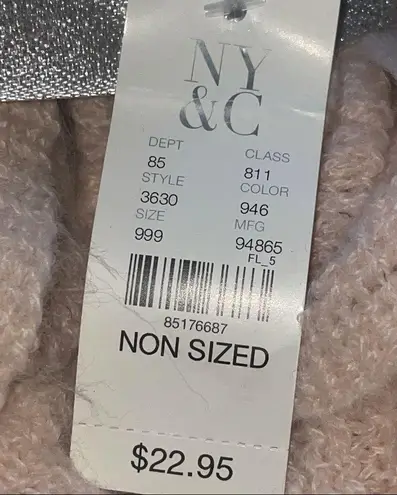 NY
&C
DEPT CLASS
85 811
STYLE COLOR
3630 946
SIZE MFG
999 94865
FL_5
85176687
NON SIZED
$22.95